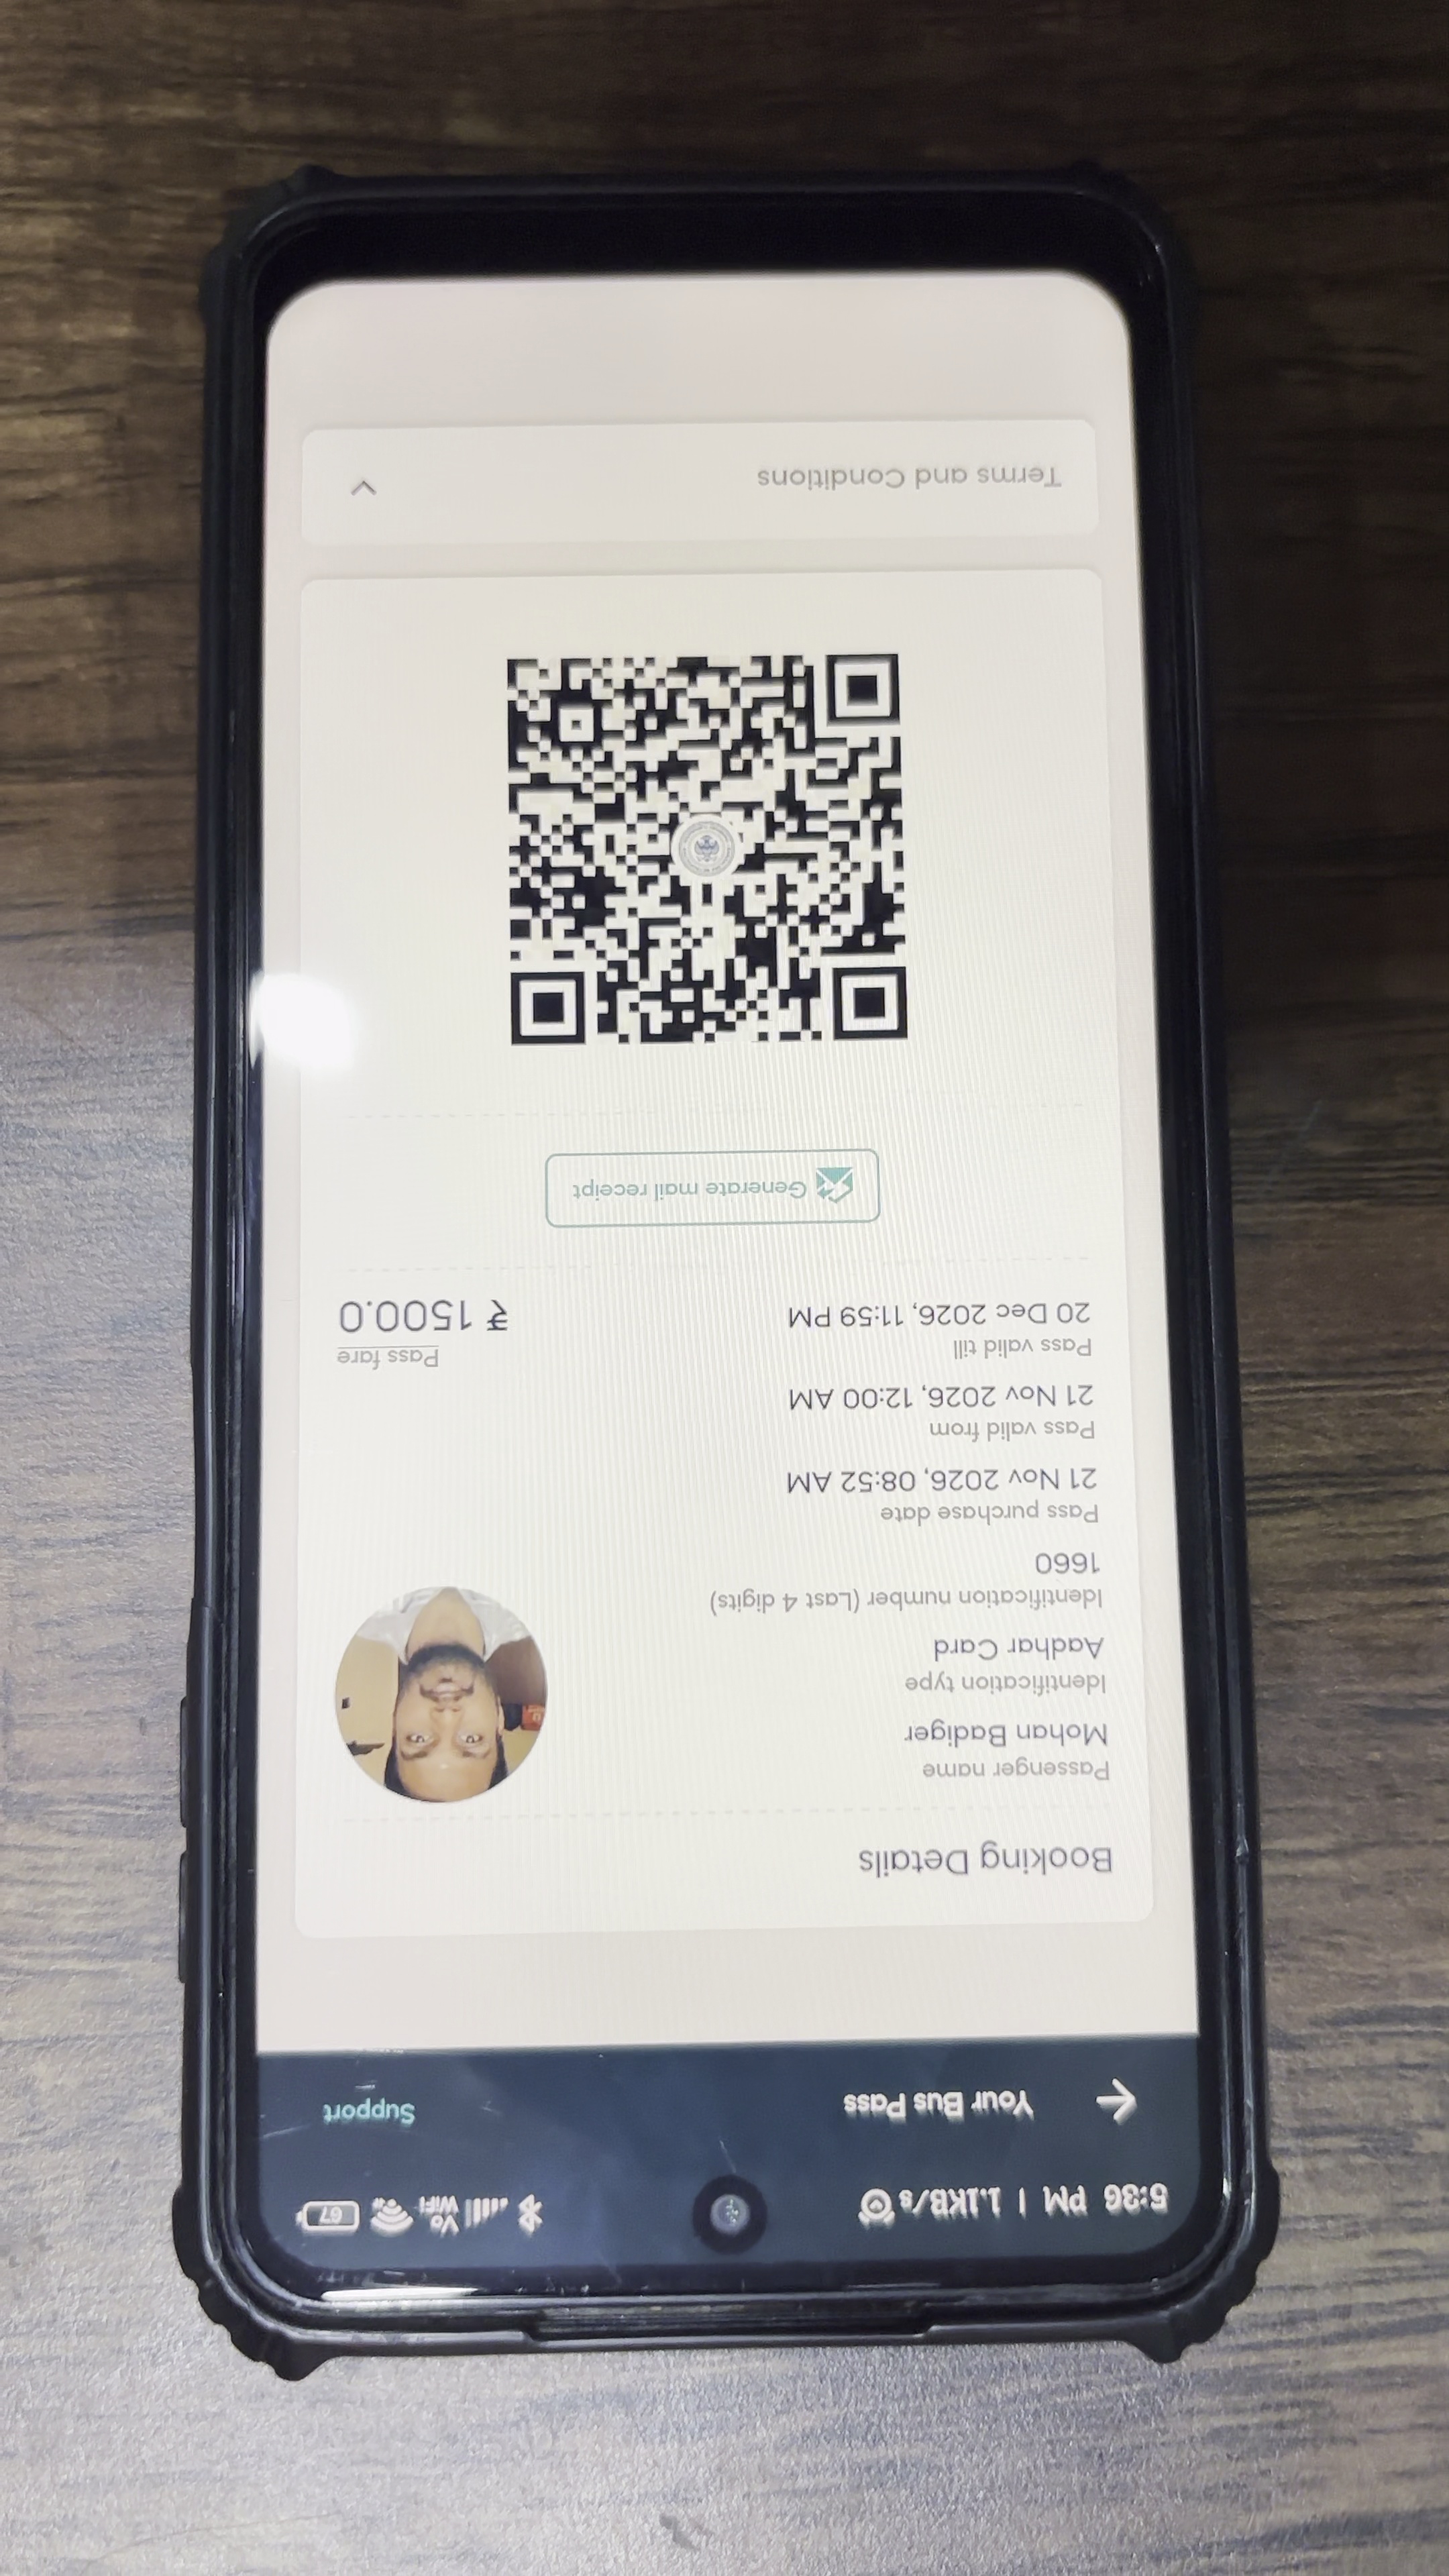 5:36 PM | 1.1KB/s
Vo WiFi 67
Your Bus Pass
Support
Booking Details
Passenger name
Mohan Badiger
Identification type
Aadhar Card
Identification number (Last 4 digits)
1660
Pass purchase date
21 Nov 2026, 08:52 AM
Pass valid from
21 Nov 2026, 12:00 AM
Pass valid till
20 Dec 2026, 11:59 PM
Pass fare
₹ 1500.0
Generate mail receipt
Terms and Conditions